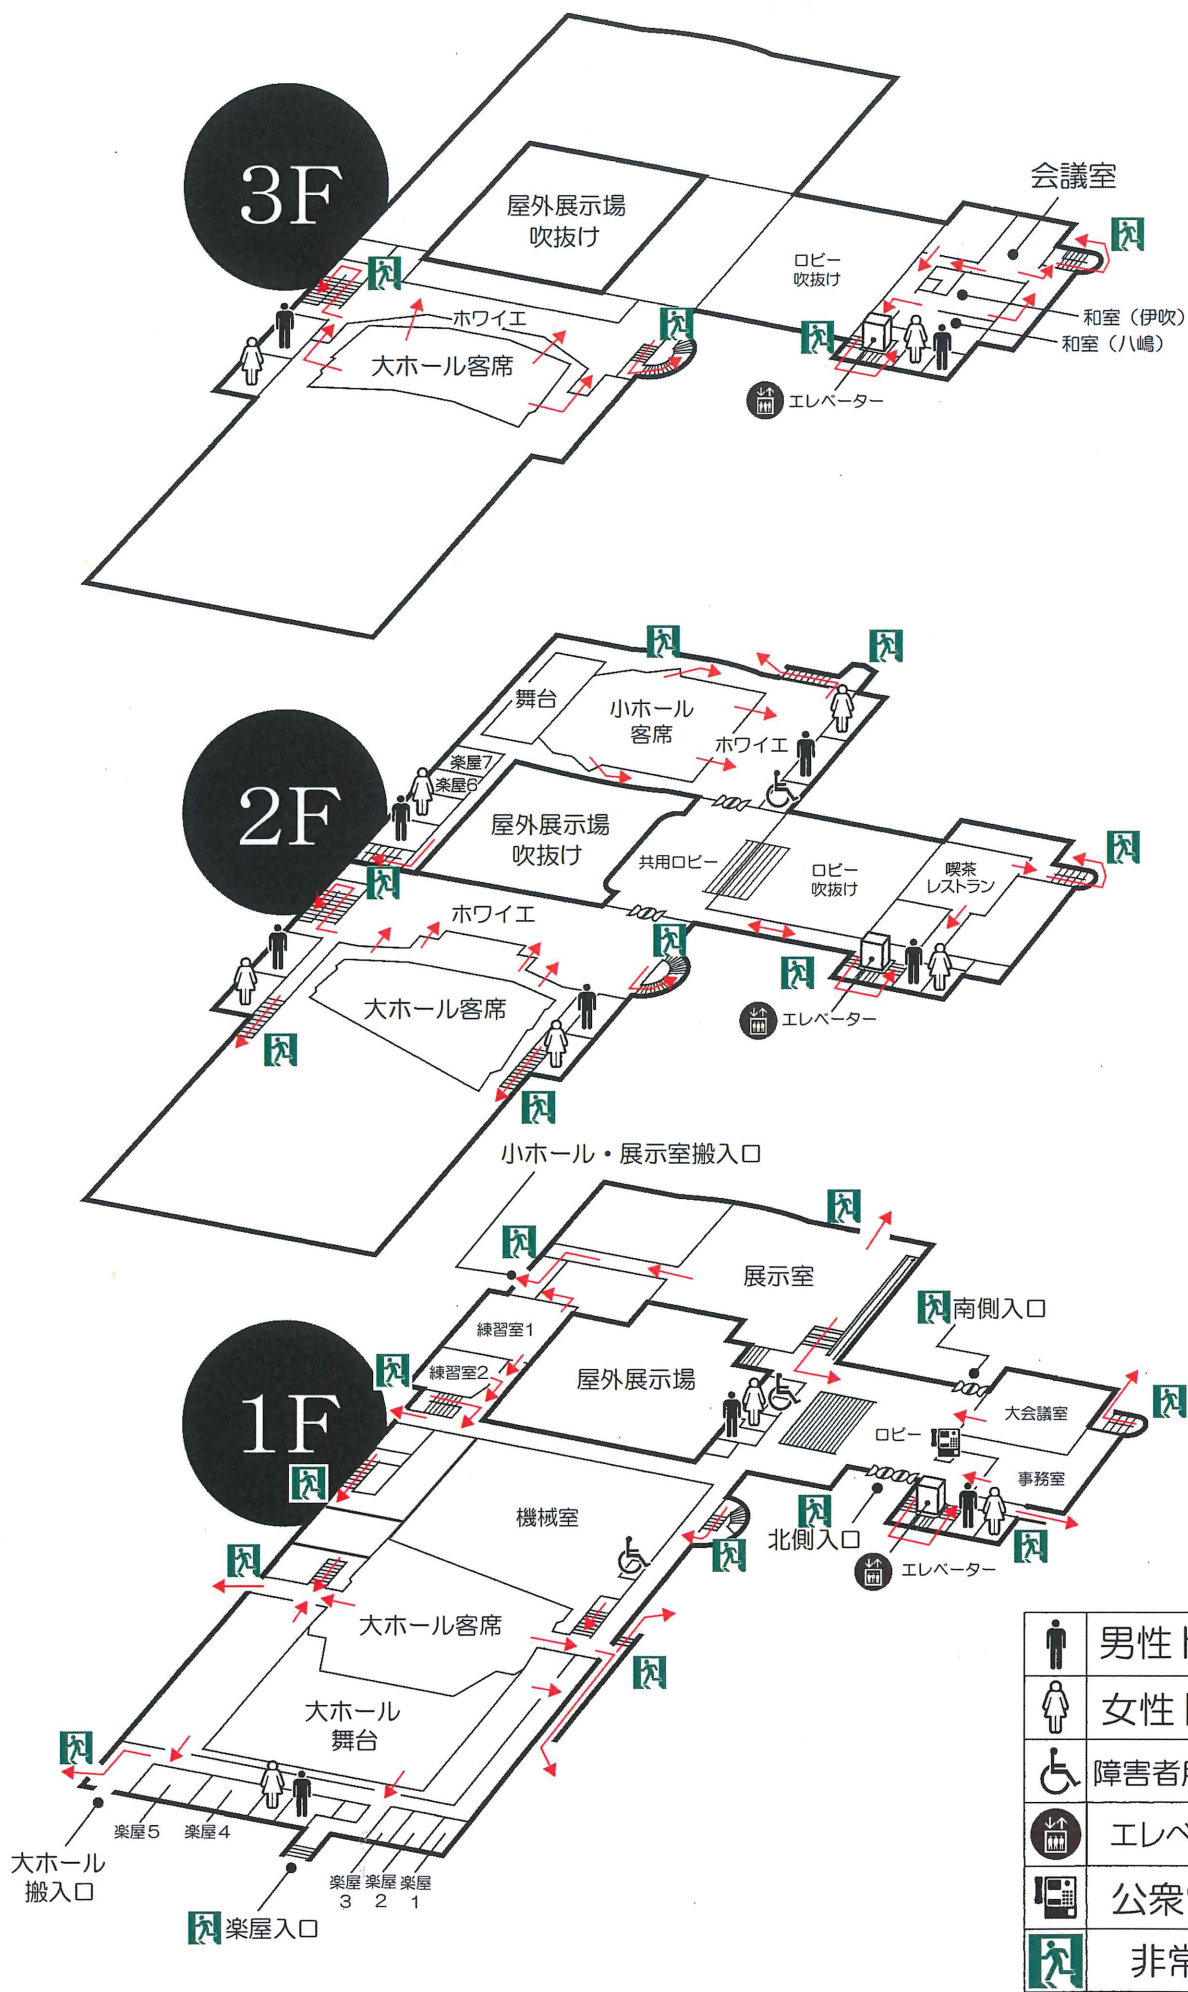 3F
会議室
屋外展示場
吹抜け
ロビー
吹抜け
ホワイエ
大ホール客席
和室（伊吹）
和室（八嶋）
エレベーター
2F
舞台
小ホール
客席
ホワイエ
楽屋7
楽屋6
屋外展示場
吹抜け
共用ロビー
ロビー
吹抜け
喫茶
レストラン
ホワイエ
大ホール客席
エレベーター
小ホール・展示室搬入口
1F
展示室
南側入口
練習室1
練習室2
屋外展示場
大会議室
ロビー
事務室
機械室
北側入口
エレベーター
大ホール客席
大ホール
舞台
楽屋5
楽屋4
楽屋
3
楽屋
2
楽屋
1
大ホール
搬入口
楽屋入口
男性ト
女性ト
障害者用
エレベ
公衆
非常